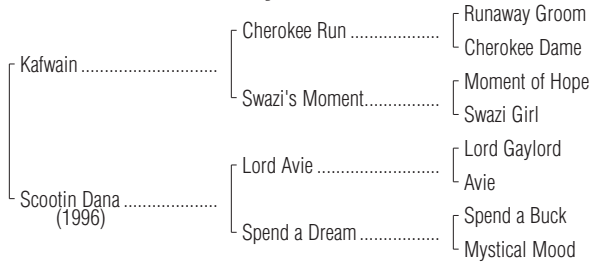 Runaway Groom
Cherokee Run ...................
Cherokee Dame
Kafwain .............................
Moment of Hope
Swazi's Moment................
Swazi Girl
Lord Gaylord
Lord Avie ..........................
Avie
Scootin Dana ....................
(1996)
Spend a Buck
Spend a Dream .................
Mystical Mood